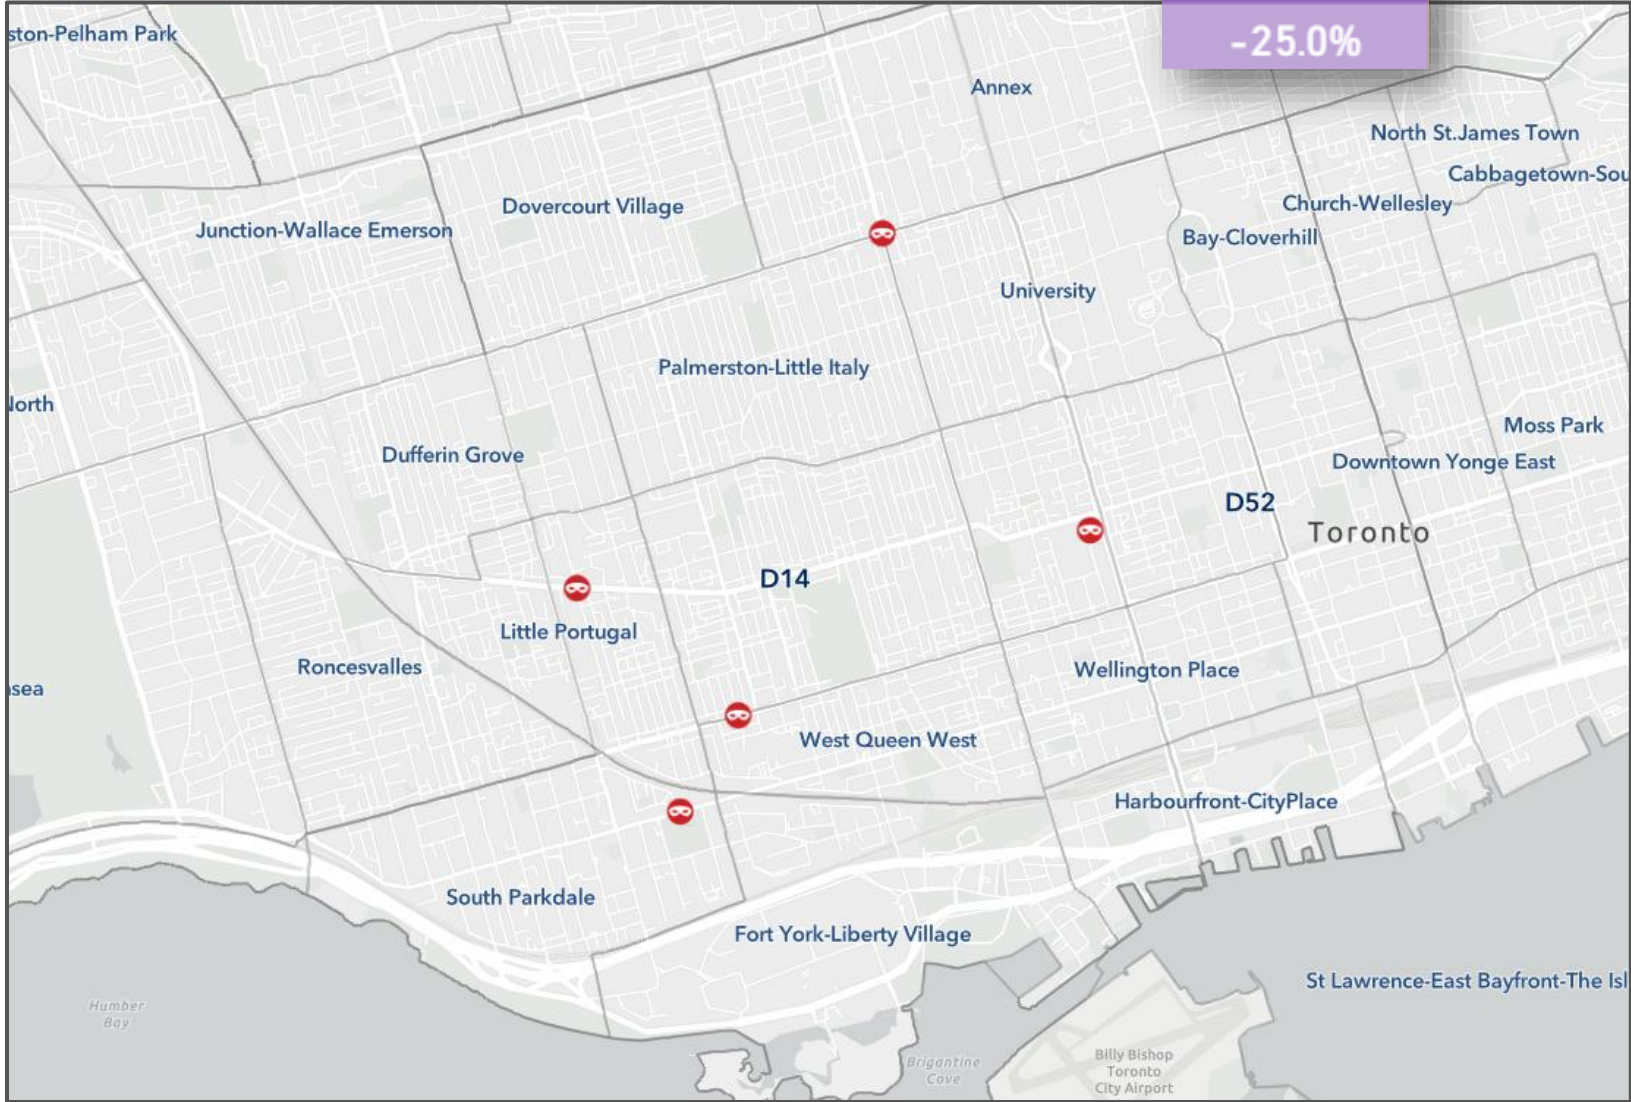 ston-Pelham Park
-25.0%
Annex
North St.James Town
Cabbagetown-Sou
Dovercourt Village
Church-Wellesley
Junction-Wallace Emerson
Bay-Cloverhill
University
Palmerston-Little Italy
North
Moss Park
Dufferin Grove
Downtown Yonge East
D52
Toronto
D14
Little Portugal
Roncesvalles
Wellington Place
nsea
West Queen West
Harbourfront-CityPlace
South Parkdale
Fort York-Liberty Village
St Lawrence-East Bayfront-The Isl
Humber
Bay
Brigantine
Cove
Billy Bishop
Toronto
City Airport